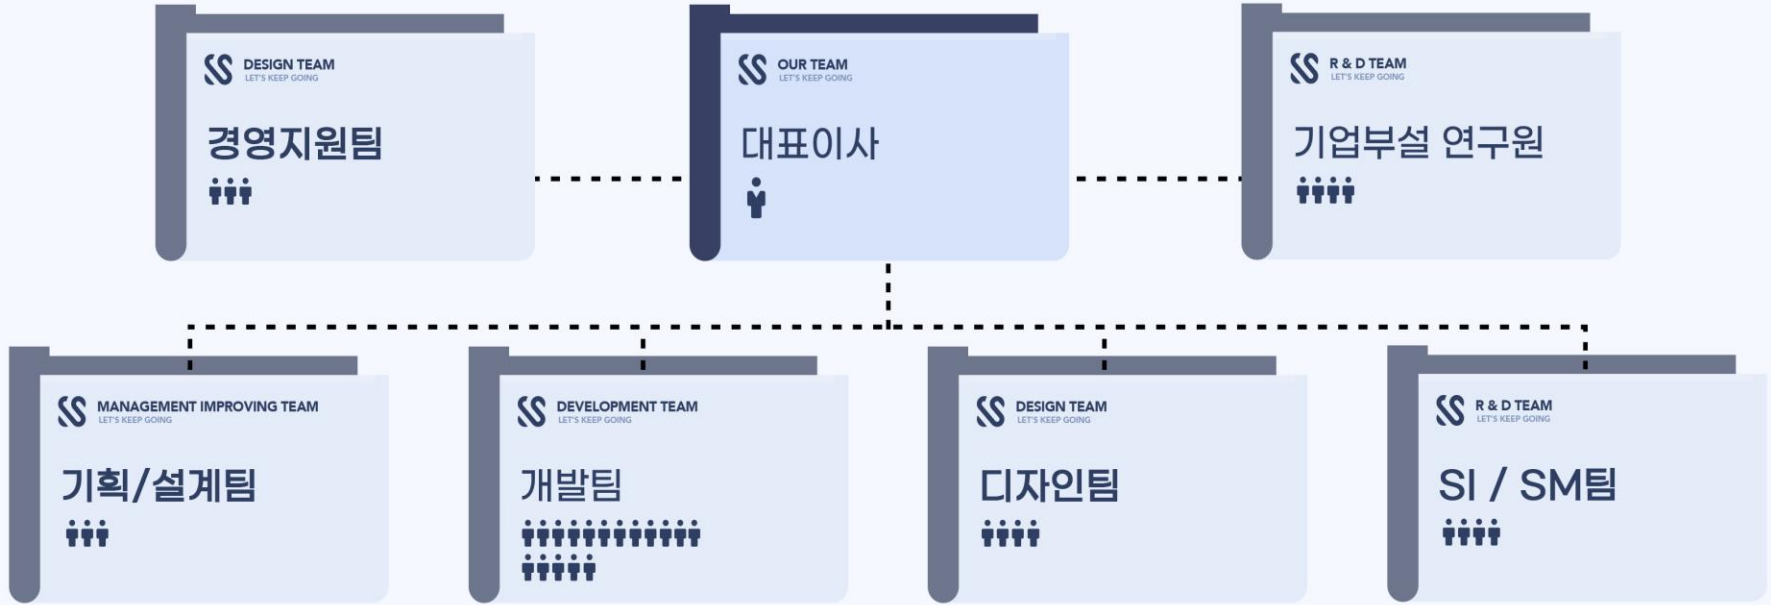 DESIGN TEAM
LET'S KEEP GOING
경영지원팀
OUR TEAM
LET'S KEEP GOING
대표이사
R & D TEAM
LET'S KEEP GOING
기업부설 연구원
MANAGEMENT IMPROVING TEAM
LET'S KEEP GOING
기획/설계팀
DEVELOPMENT TEAM
LET'S KEEP GOING
개발팀
DESIGN TEAM
LET'S KEEP GOING
디자인팀
R & D TEAM
LET'S KEEP GOING
SI / SM팀